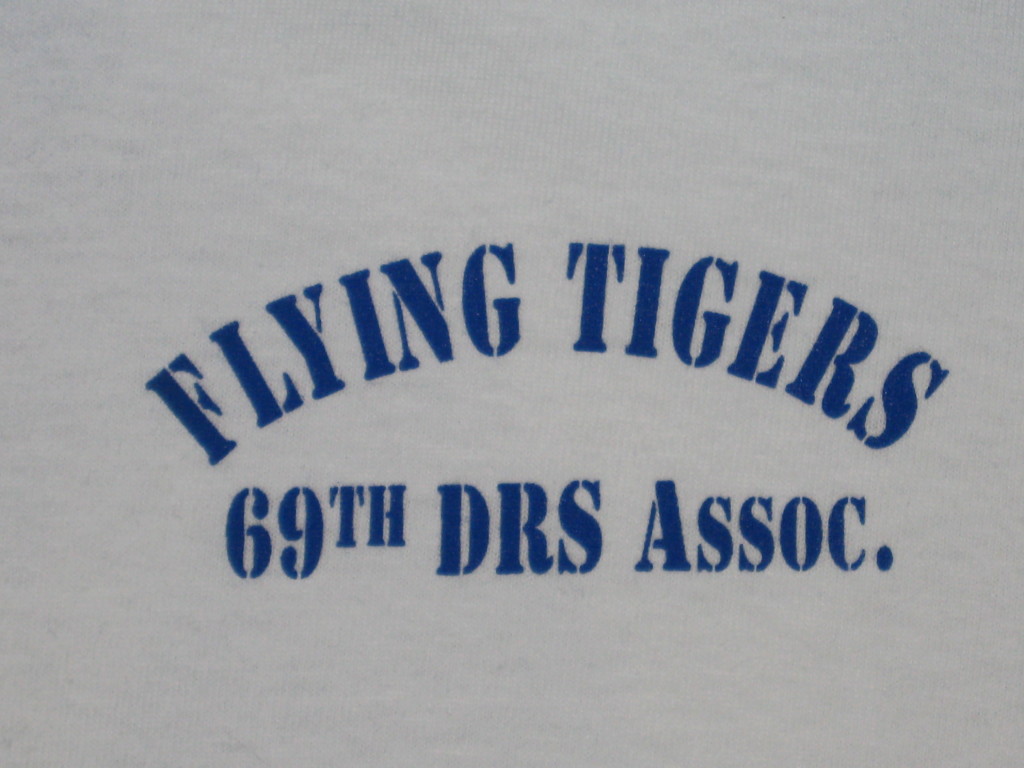 FLYING TIGERS
69TH DRS ASSOC.